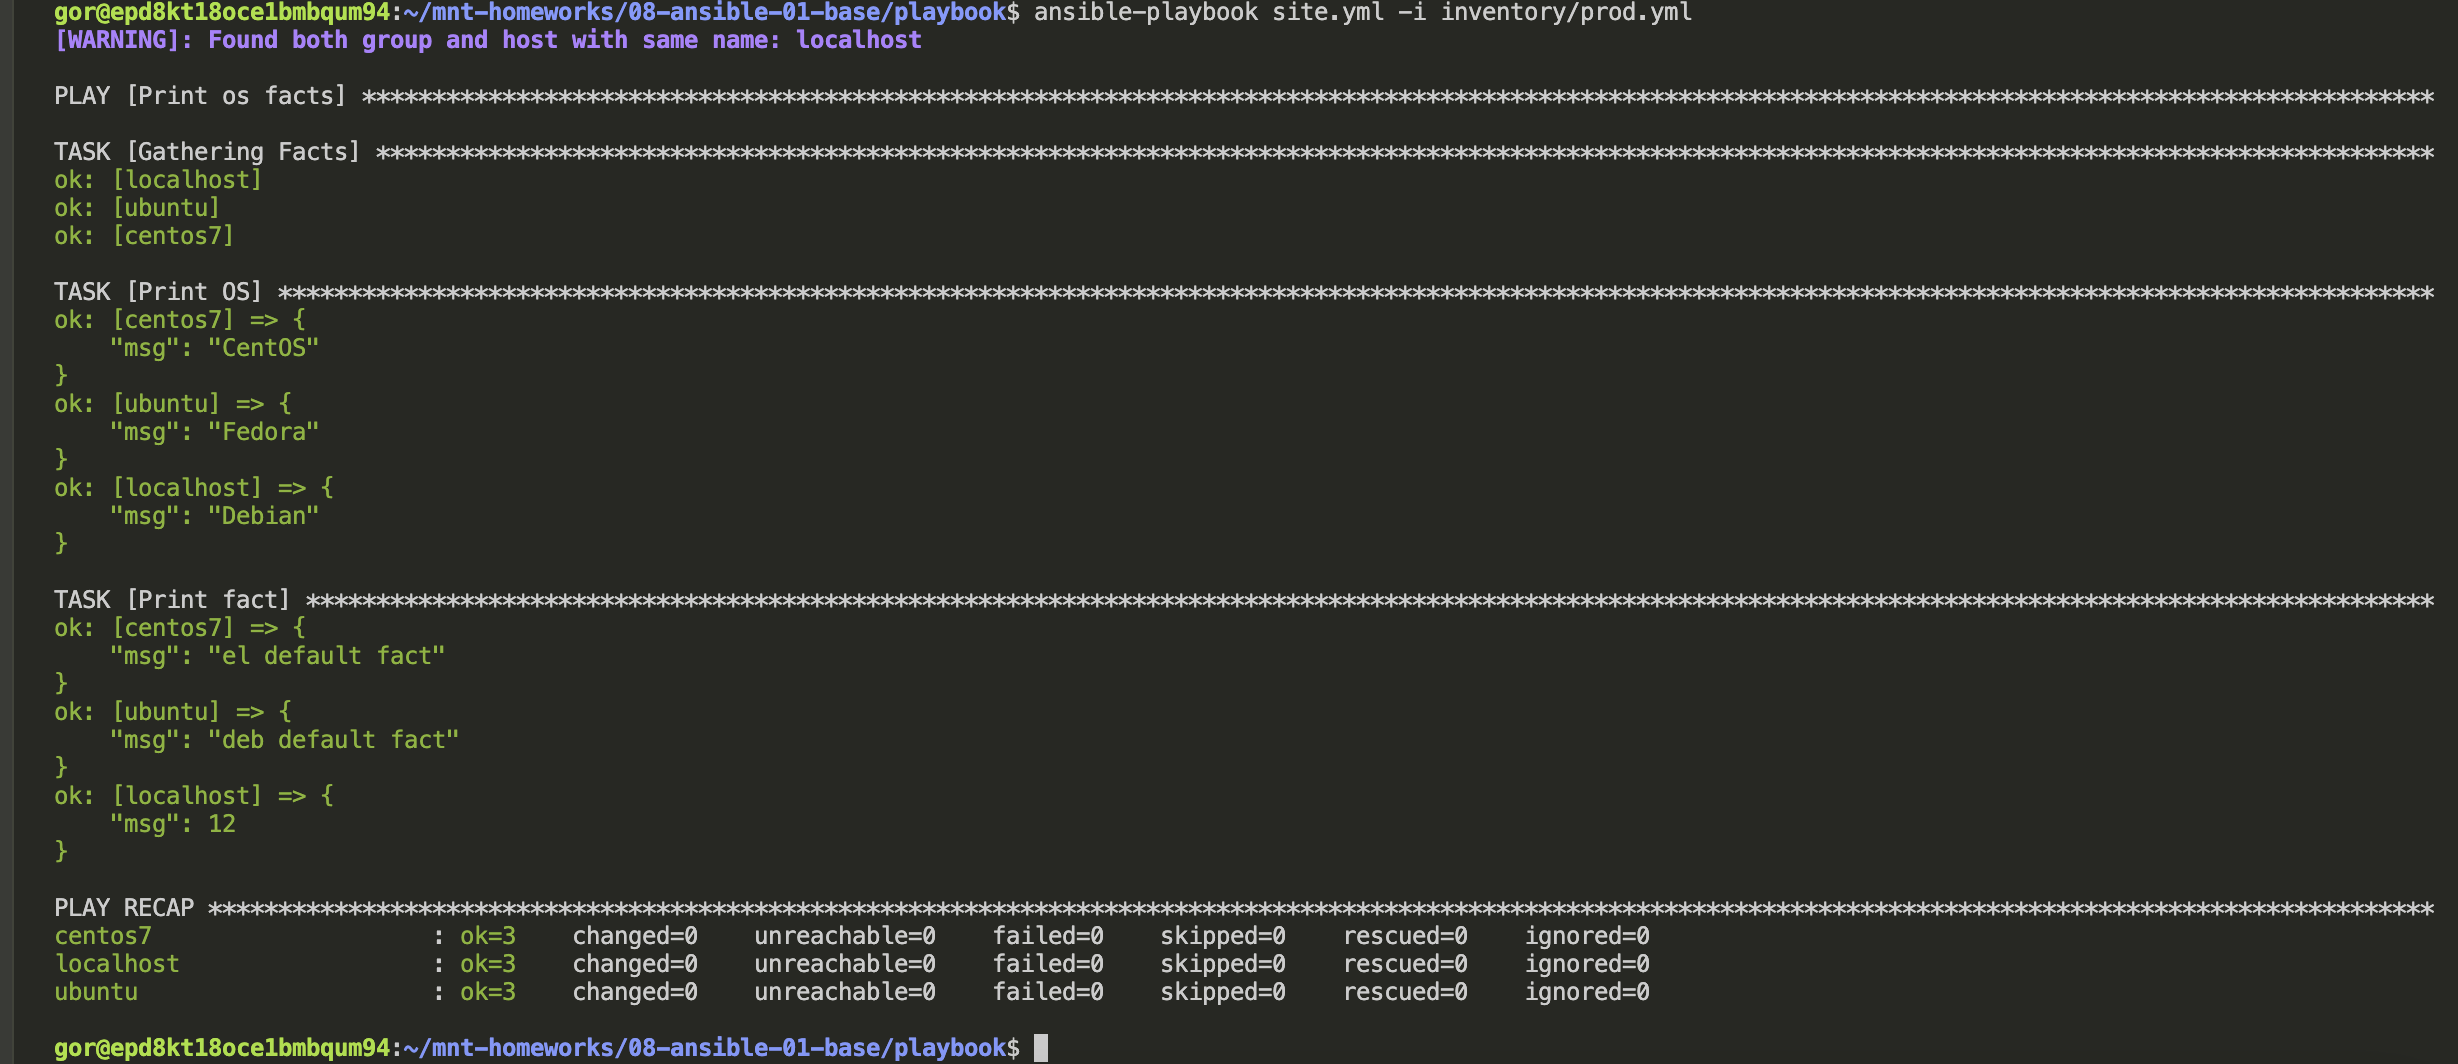 gor@epd8kt18oce1bmbqum94:~/mnt-homeworks/08-ansible-01-base/playbook$ ansible-playbook site.yml -i inventory/prod.yml
[WARNING]: Found both group and host with same name: localhost
PLAY [Print os facts] ****************************************************************************************************************************************************
TASK [Gathering Facts] ***************************************************************************************************************************************************
ok: [localhost]
ok: [ubuntu]
ok: [centos7]
TASK [Print OS] **********************************************************************************************************************************************************
ok: [centos7] => {
    "msg": "CentOS"
}
ok: [ubuntu] => {
    "msg": "Fedora"
}
ok: [localhost] => {
    "msg": "Debian"
}
TASK [Print fact] ********************************************************************************************************************************************************
ok: [centos7] => {
    "msg": "el default fact"
}
ok: [ubuntu] => {
    "msg": "deb default fact"
}
ok: [localhost] => {
    "msg": 12
}
PLAY RECAP ***************************************************************************************************************************************************************
centos7                    : ok=3    changed=0    unreachable=0    failed=0    skipped=0    rescued=0    ignored=0
localhost                  : ok=3    changed=0    unreachable=0    failed=0    skipped=0    rescued=0    ignored=0
ubuntu                     : ok=3    changed=0    unreachable=0    failed=0    skipped=0    rescued=0    ignored=0
gor@epd8kt18oce1bmbqum94:~/mnt-homeworks/08-ansible-01-base/playbook$